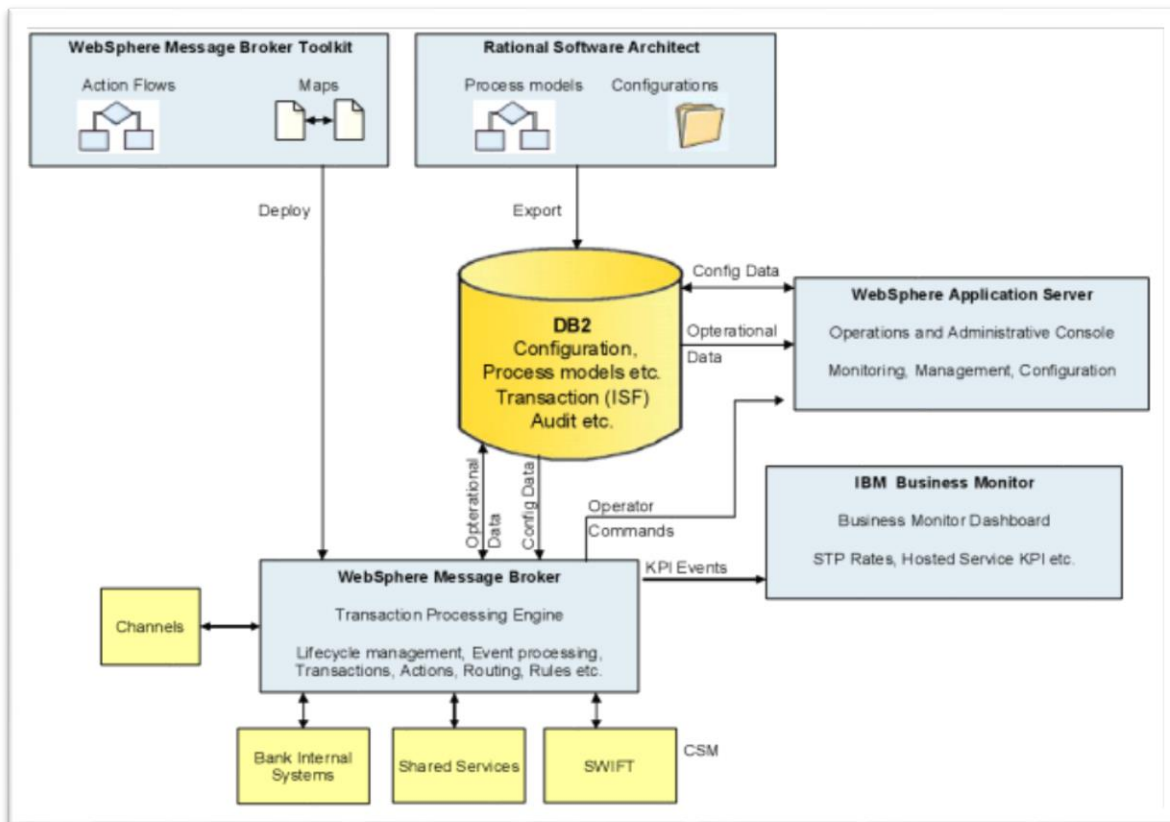 WebSphere Message Broker Toolkit
Action Flows
Maps
Rational Software Architect
Process models
Configurations
Deploy
Export
DB2
Configuration,
Process models etc.
Transaction (ISF)
Audit etc.
Config Data
Opterational
Data
WebSphere Application Server
Operations and Administrative Console
Monitoring, Management, Configuration
Opterational
Data
Config Data
Operator
Commands
KPI Events
IBM Business Monitor
Business Monitor Dashboard
STP Rates, Hosted Service KPI etc.
WebSphere Message Broker
Transaction Processing Engine
Lifecycle management, Event processing,
Transactions, Actions, Routing, Rules etc.
Channels
Bank Internal
Systems
Shared Services
SWIFT
CSM